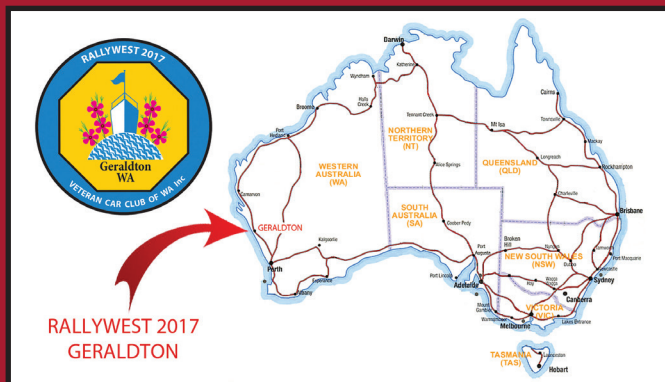 RALLYWEST 2017
Geraldton
WA
VETERAN CAR CLUB OF WA Inc
RALLYWEST 2017
GERALDTON
Darwin
Katherine
Wyndham
Halls
Creek
Broome
Port
Hedland
Tennant Creek
Mt Isa
Cairns
Townsville
Mackay
NORTHERN
TERRITORY
(NT)
QUEENSLAND
(QLD)
Longreach
Rockhampton
WESTERN
AUSTRALIA
(WA)
Alice Springs
Charleville
Carnarvon
SOUTH
AUSTRALIA
(SA)
Brisbane
GERALDTON
Coober Pedy
Kalgoorlie
Port
Augusta
Broken
Hill
NEW SOUTH WALES
(NSW)
Dubbo
Port Macquarie
Newcastle
Perth
Esperance
Albany
Port Lincoln
Adelaide
Hay
Wagga
Wagga
Sydney
Canberra
Mount
Gambier
Warrnambool
VICTORIA
(VIC)
Melbourne
Lakes Entrance
TASMANIA
(TAS)
Launceston
Hobart